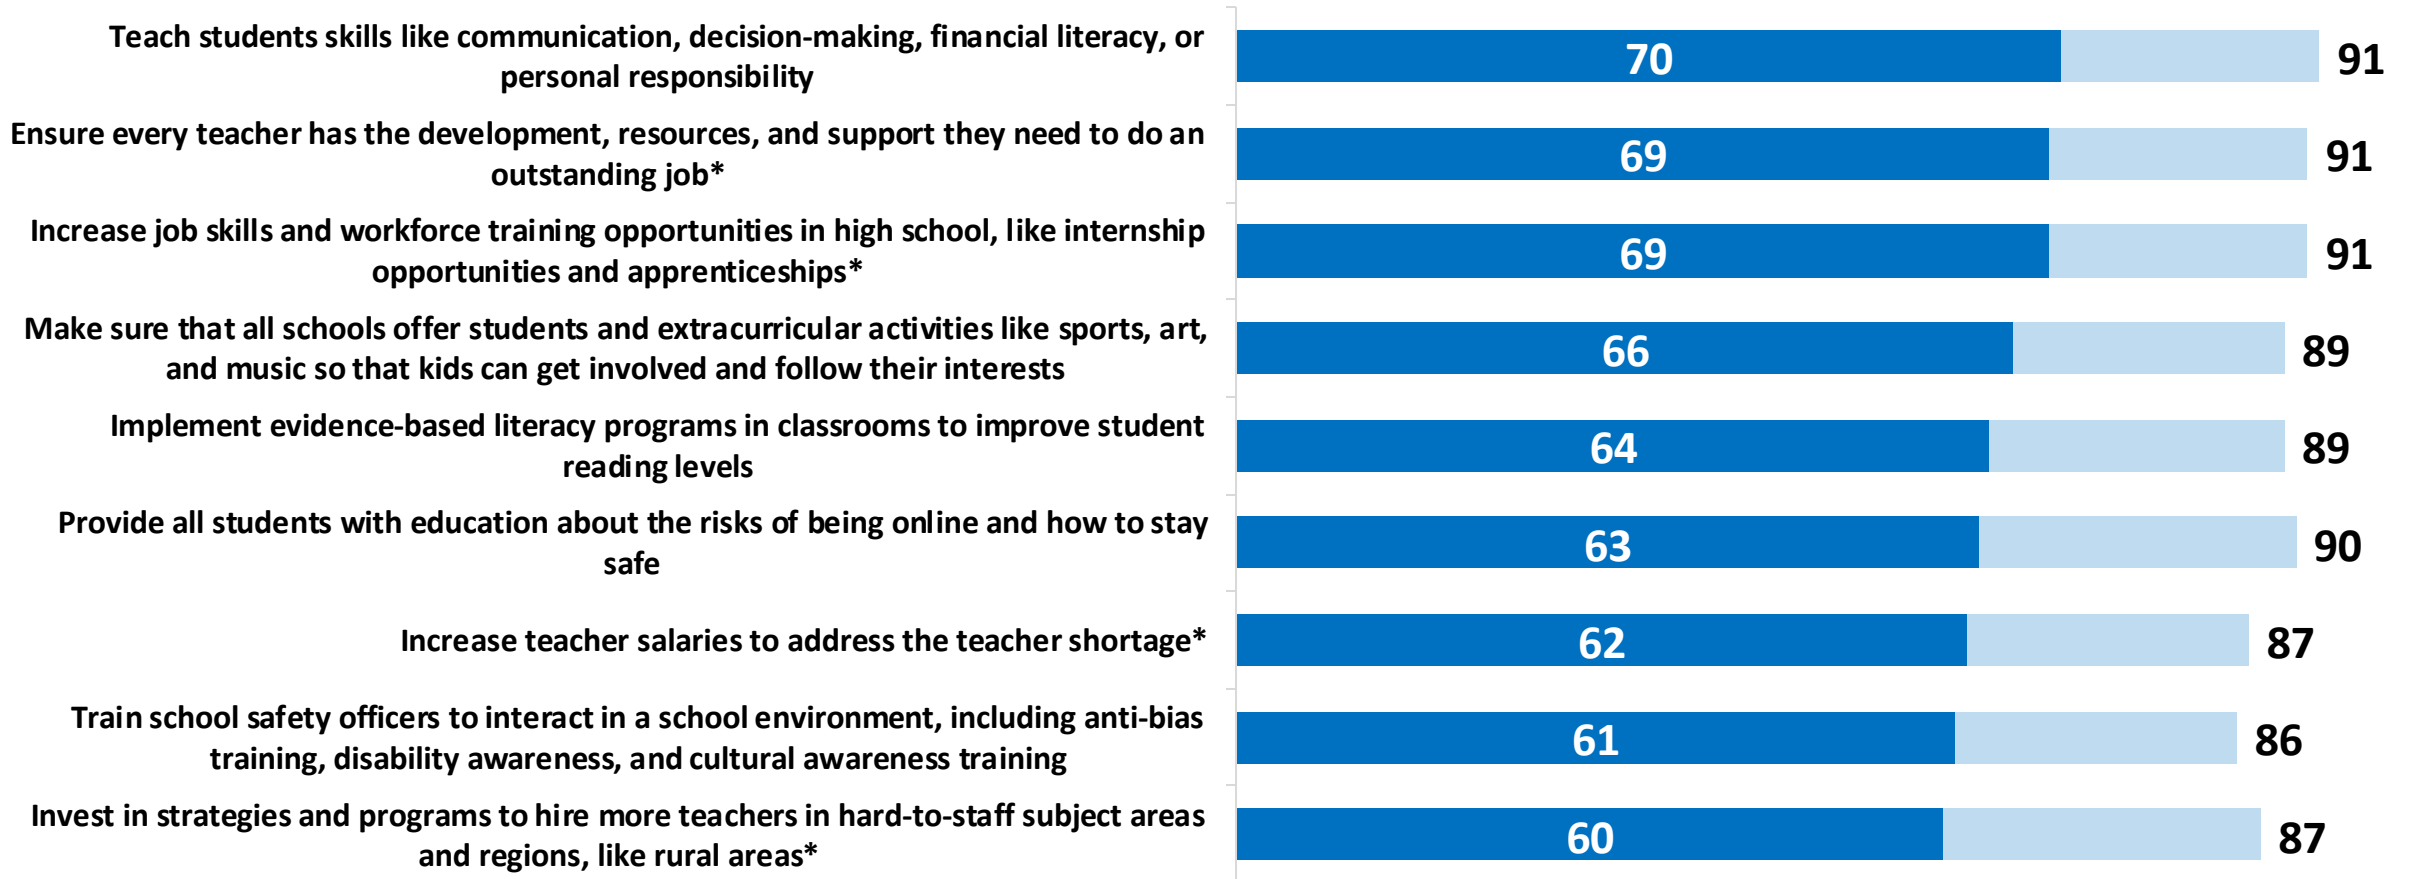 Teach students skills like communication, decision-making, financial literacy, or
personal responsibility
70
91
Ensure every teacher has the development, resources, and support they need to do an
outstanding job*
69
91
Increase job skills and workforce training opportunities in high school, like internship
opportunities and apprenticeships*
69
91
Make sure that all schools offer students and extracurricular activities like sports, art,
and music so that kids can get involved and follow their interests
66
89
Implement evidence-based literacy programs in classrooms to improve student
reading levels
64
89
Provide all students with education about the risks of being online and how to stay
safe
63
90
Increase teacher salaries to address the teacher shortage*
62
87
Train school safety officers to interact in a school environment, including anti-bias
training, disability awareness, and cultural awareness training
61
86
Invest in strategies and programs to hire more teachers in hard-to-staff subject areas
and regions, like rural areas*
60
87